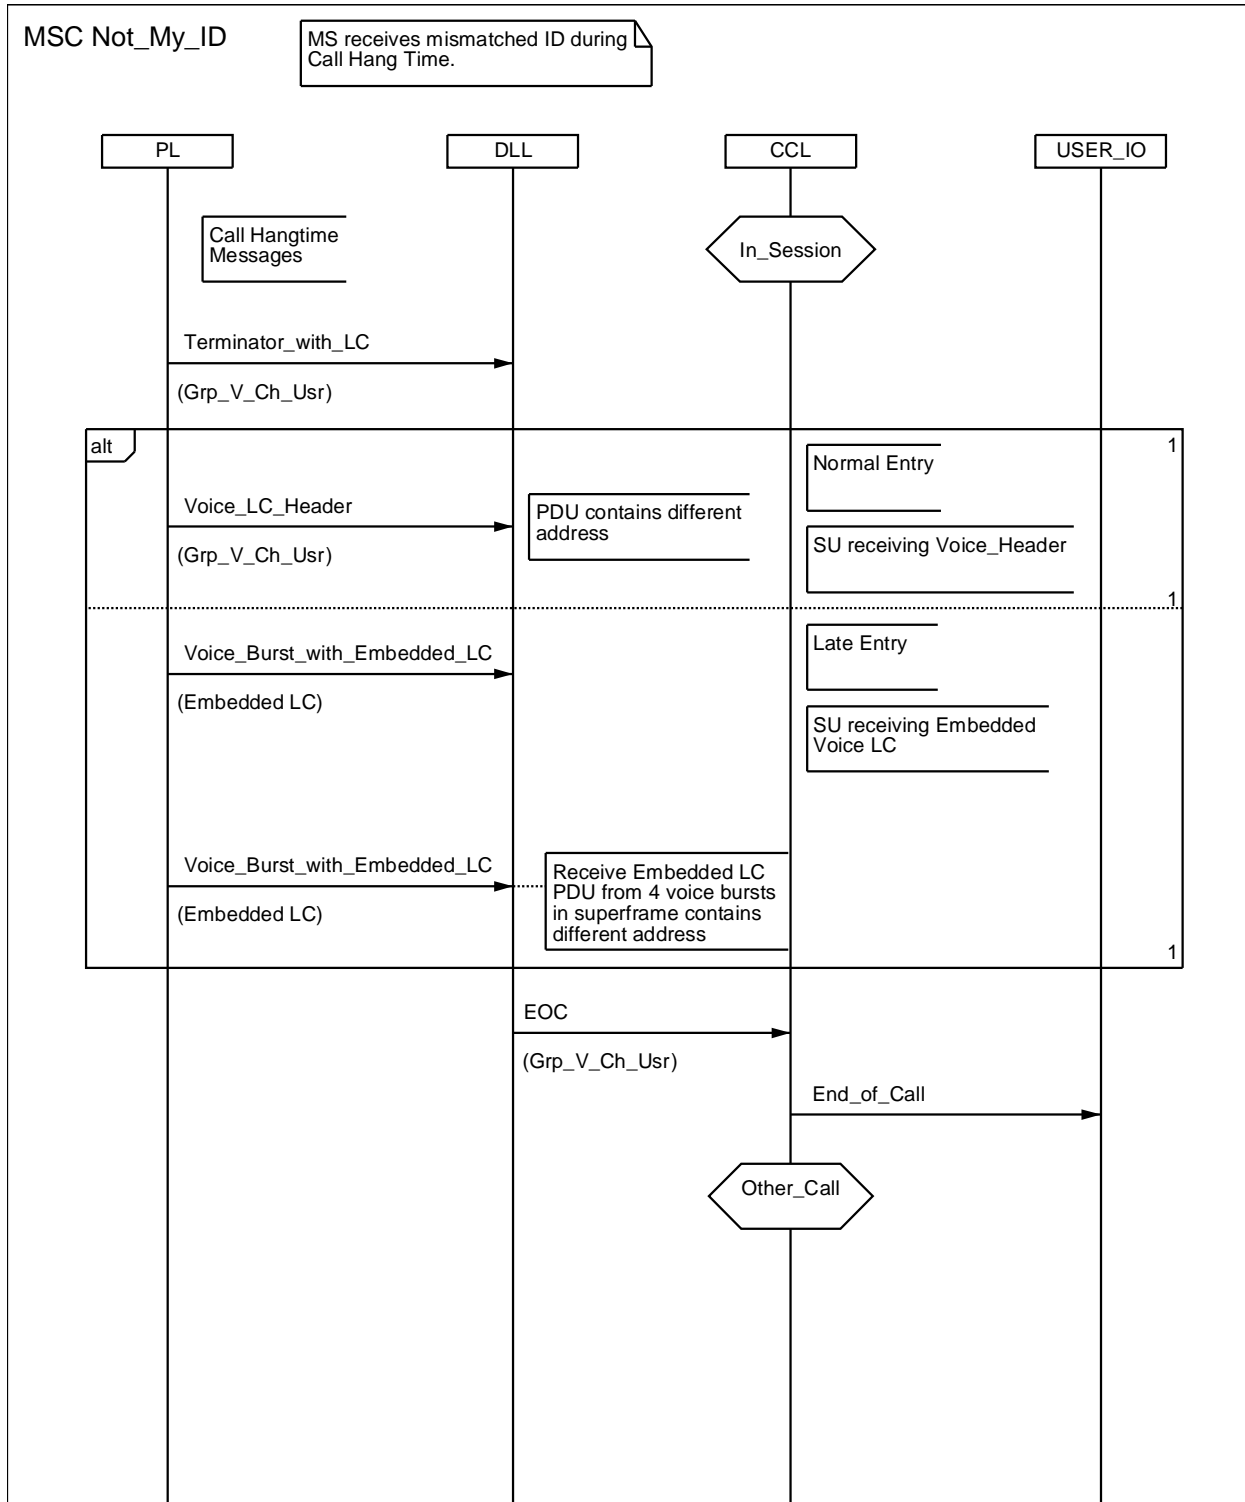 MSC Not_My_ID
MS receives mismatched ID during
Call Hang Time.
PL
DLL
CCL
USER_IO
Call Hangtime
Messages
In_Session
Terminator_with_LC
(Grp_V_Ch_Usr)
alt
1
Normal Entry
Voice_LC_Header
(Grp_V_Ch_Usr)
PDU contains different
address
SU receiving Voice_Header
1
Voice_Burst_with_Embedded_LC
(Embedded LC)
Late Entry
SU receiving Embedded
Voice LC
Voice_Burst_with_Embedded_LC
(Embedded LC)
Receive Embedded LC
PDU from 4 voice bursts
in superframe contains
different address
1
EOC
(Grp_V_Ch_Usr)
End_of_Call
Other_Call